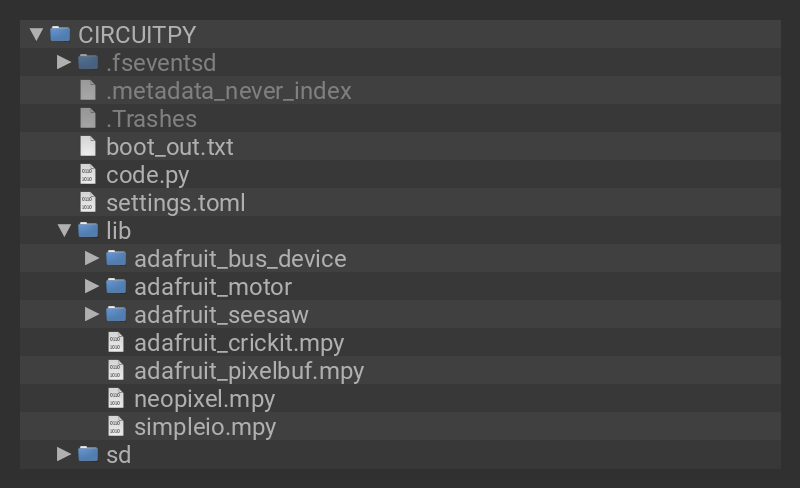 CIRCUITPY
.fseventsd
.metadata_never_index
.Trashes
boot_out.txt
code.py
settings.toml
lib
adafruit_bus_device
adafruit_motor
adafruit_seesaw
adafruit_crickit.mpy
adafruit_pixelbuf.mpy
neopixel.mpy
simpleio.mpy
sd